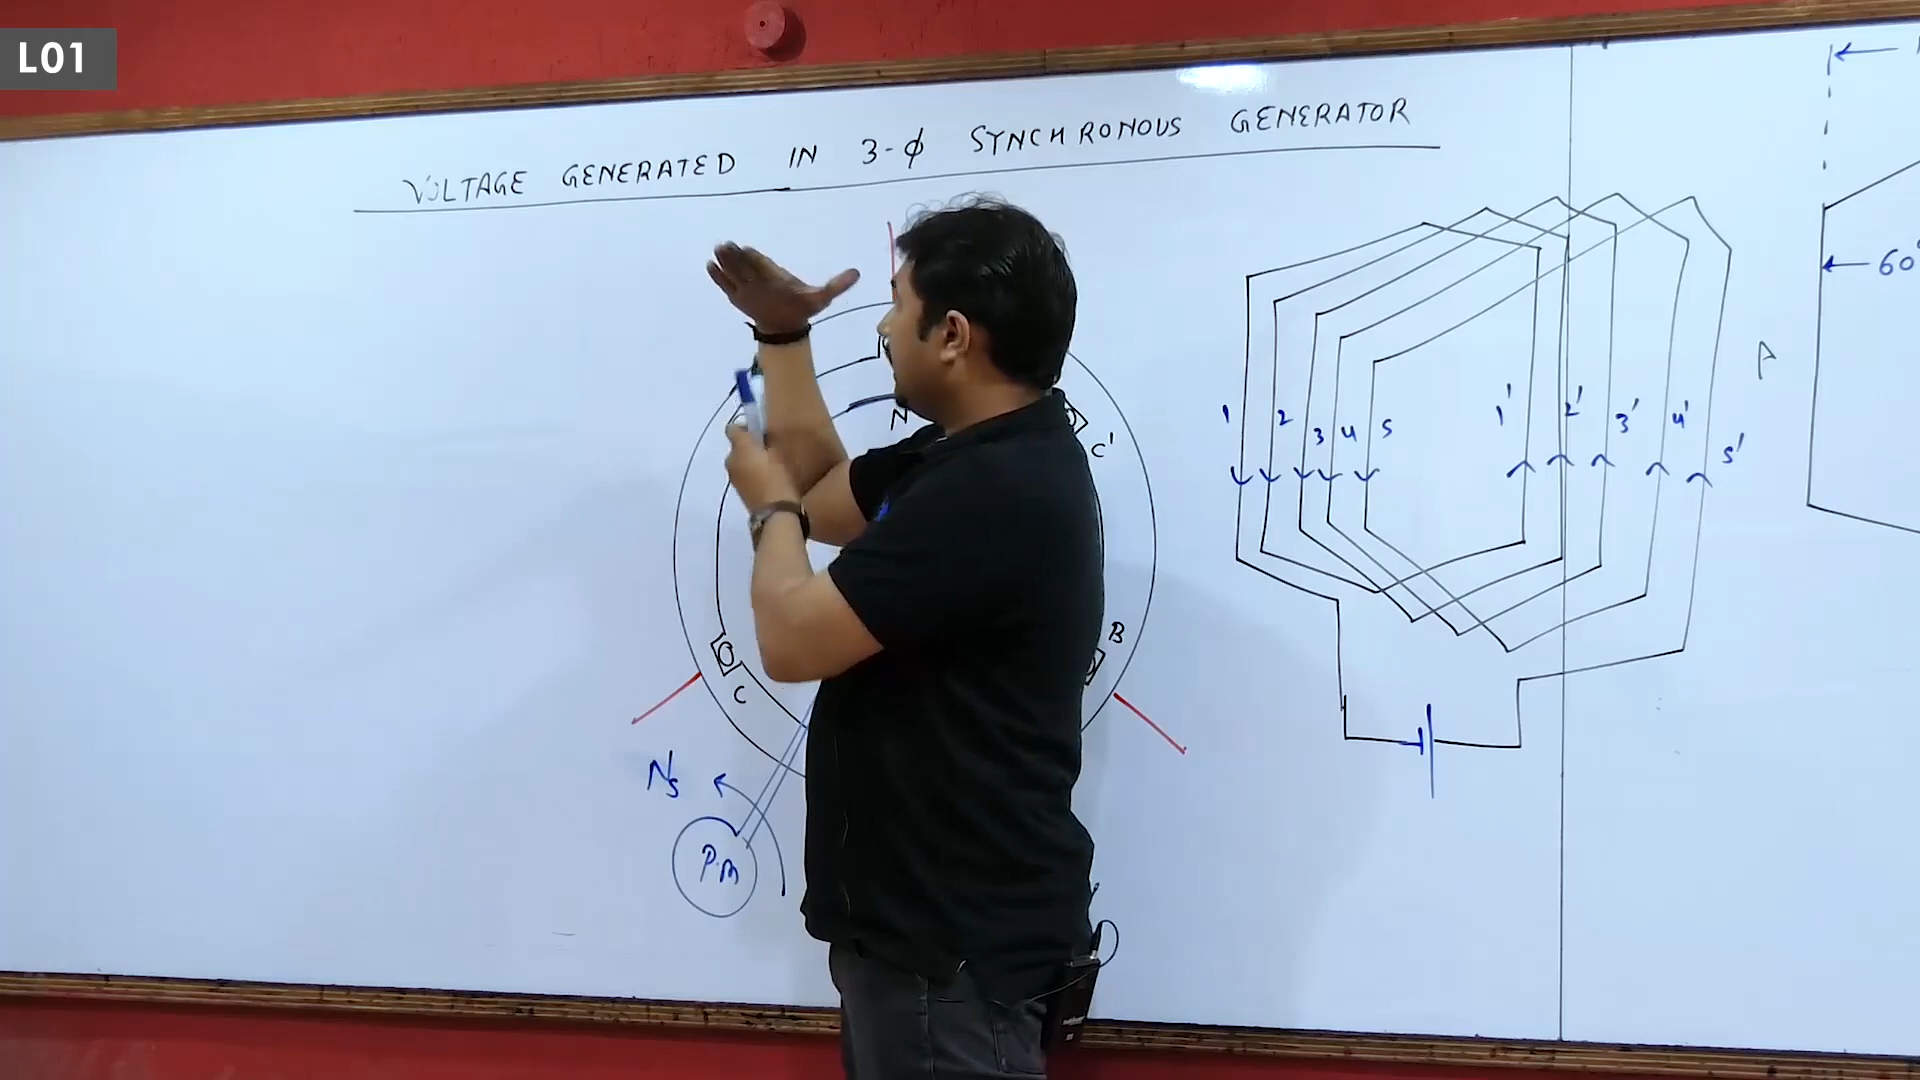 L01
VOLTAGE GENERATED IN 3-ϕ SYNCHRONOUS GENERATOR
60°
N
C'
1 2 3 4 5 1' 2' 3' 4' 5'
A
B
C
Ns
P.M